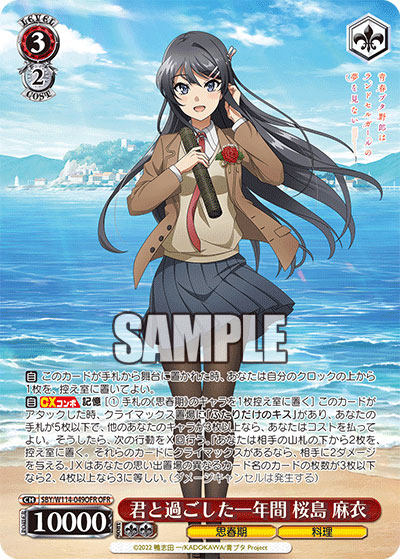 LEVEL
3
2
COST
青春ブタ野郎は
ランドセルガールの
夢を見ない
SAMPLE
自 このカードが手札から舞台に置かれた時、あなたは自分のクロックの上から
1枚を、控え室に置いてよい。
自 CXコンボ 記憶 [① 手札の《思春期》のキャラを1枚控え室に置く] このカードが
アタックした時、クライマックス置場に「ふたりだけのキス」があり、あなたの
手札が5枚以下で、他のあなたのキャラが3枚以上なら、あなたはコストを払って
よい。そうしたら、次の行動をX回行う。『あなたは相手の山札の下から2枚を、
控え室に置く。それらのカードにクライマックスがあるなら、相手に2ダメージ
を与える。』Xはあなたの思い出置場の異なるカード名のカードの枚数が3枚以下
なら2、4枚以上なら3に等しい。（ダメージキャンセルは発生する）
CH SBY/W114-049OFR OFR
10000
君と過ごした一年間 桜島 麻衣
思春期 料理
©2022 鴨志田 一/KADOKAWA/青ブタ Project